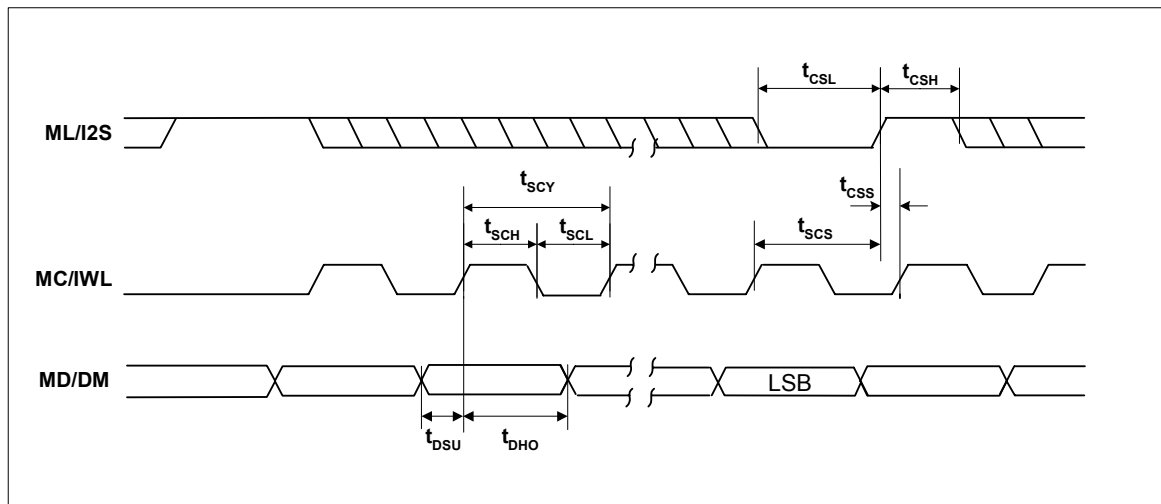 tCSL tCSH
ML/I2S
tSCY
tCSS
tSCH tSCL
tSCS
MC/IWL
MD/DM
LSB
tDSU tDHO